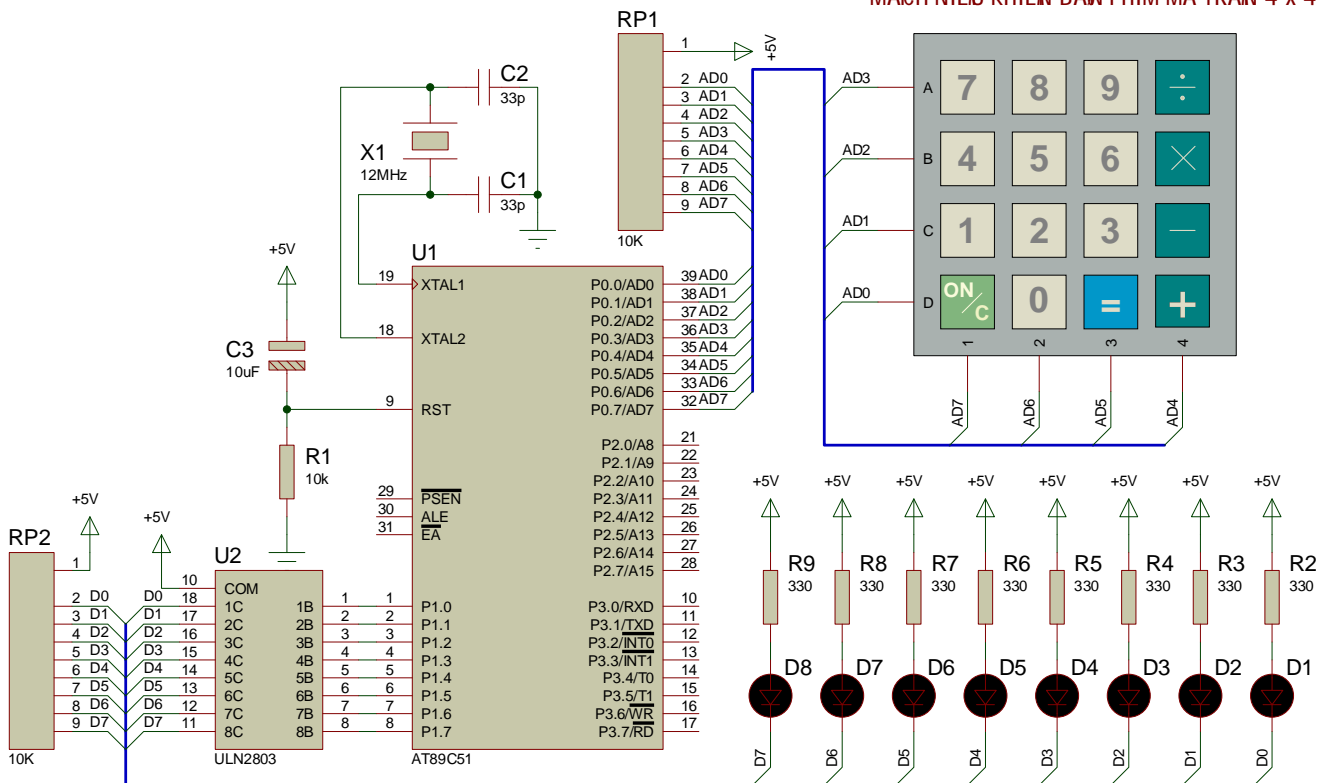 RP1
1
+5V
2 AD0
3 AD1
4 AD2
5 AD3
6 AD4
7 AD5
8 AD6
9 AD7
10K
C2
33p
X1
12MHz
C1
33p
MA TRAN 4 X 4
AD3 A 7 8 9 ÷
AD2 B 4 5 6 ×
AD1 C 1 2 3 −
AD0 D ON/C 0 = +
1 2 3 4
AD7 AD6 AD5 AD4
+5V
C3
10uF
R1
10k
U1
19 XTAL1
18 XTAL2
9 RST
29 PSEN
30 ALE
31 EA
1 P1.0
2 P1.1
3 P1.2
4 P1.3
5 P1.4
6 P1.5
7 P1.6
8 P1.7
P0.0/AD0 39 AD0
P0.1/AD1 38 AD1
P0.2/AD2 37 AD2
P0.3/AD3 36 AD3
P0.4/AD4 35 AD4
P0.5/AD5 34 AD5
P0.6/AD6 33 AD6
P0.7/AD7 32 AD7
P2.0/A8 21
P2.1/A9 22
P2.2/A10 23
P2.3/A11 24
P2.4/A12 25
P2.5/A13 26
P2.6/A14 27
P2.7/A15 28
P3.0/RXD 10
P3.1/TXD 11
P3.2/INT0 12
P3.3/INT1 13
P3.4/T0 14
P3.5/T1 15
P3.6/WR 16
P3.7/RD 17
AT89C51
RP2
+5V
1
2 D0
3 D1
4 D2
5 D3
6 D4
7 D5
8 D6
9 D7
10K
+5V
U2
10 COM
D0 18 1C 1B 1
D1 17 2C 2B 2
D2 16 3C 3B 3
D3 15 4C 4B 4
D4 14 5C 5B 5
D5 13 6C 6B 6
D6 12 7C 7B 7
D7 11 8C 8B 8
ULN2803
+5V +5V +5V +5V +5V +5V +5V +5V
R9 R8 R7 R6 R5 R4 R3 R2
330 330 330 330 330 330 330 330
D8 D7 D6 D5 D4 D3 D2 D1
D7 D6 D5 D4 D3 D2 D1 D0